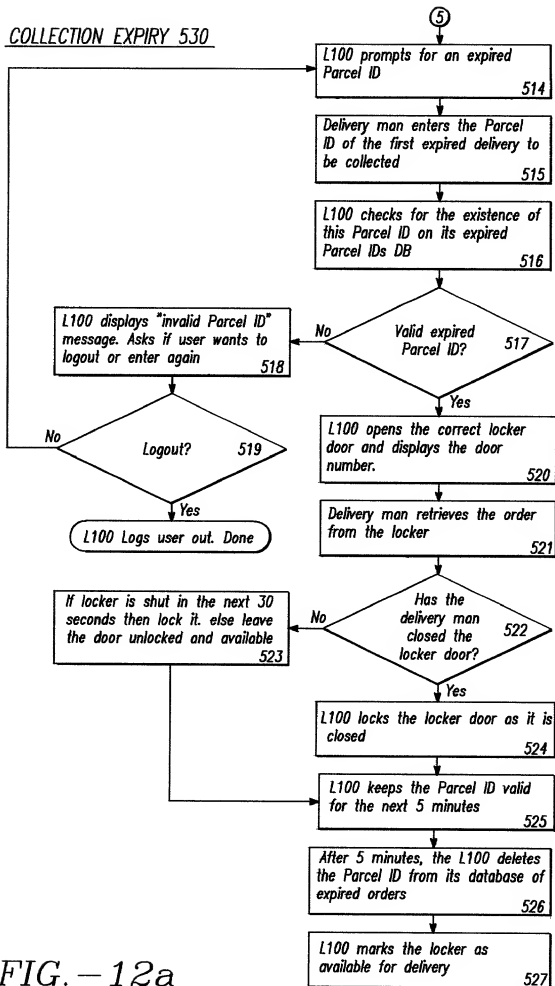 COLLECTION EXPIRY 530
5
L100 prompts for an expired
Parcel ID
514
Delivery man enters the Parcel
ID of the first expired delivery to
be collected
515
L100 checks for the existence of
this Parcel ID on its expired
Parcel IDs DB
516
Valid expired
Parcel ID?
517
No
Yes
L100 displays "invalid Parcel ID"
message. Asks if user wants to
logout or enter again
518
Logout?
519
No
Yes
L100 Logs user out. Done
L100 opens the correct locker
door and displays the door
number.
520
Delivery man retrieves the order
from the locker
521
Has the
delivery man
closed the
locker door?
522
No
Yes
If locker is shut in the next 30
seconds then lock it. else leave
the door unlocked and available
523
L100 locks the locker door as it is
closed
524
L100 keeps the Parcel ID valid
for the next 5 minutes
525
After 5 minutes, the L100 deletes
the Parcel ID from its database of
expired orders
526
L100 marks the locker as
available for delivery
527
FIG.-12a